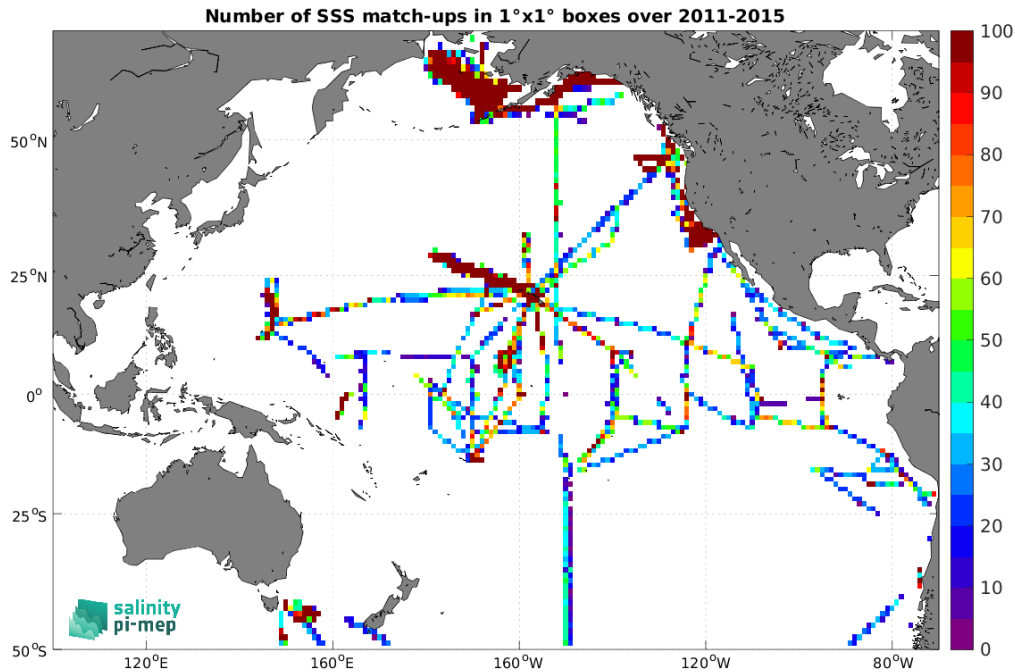 Number of SSS match-ups in 1°x1° boxes over 2011-2015
100
90
80
70
60
50
40
30
20
10
0
50°N
25°N
0°
25°S
50°S
120°E
160°E
160°W
120°W
80°W
salinity
pi-mep